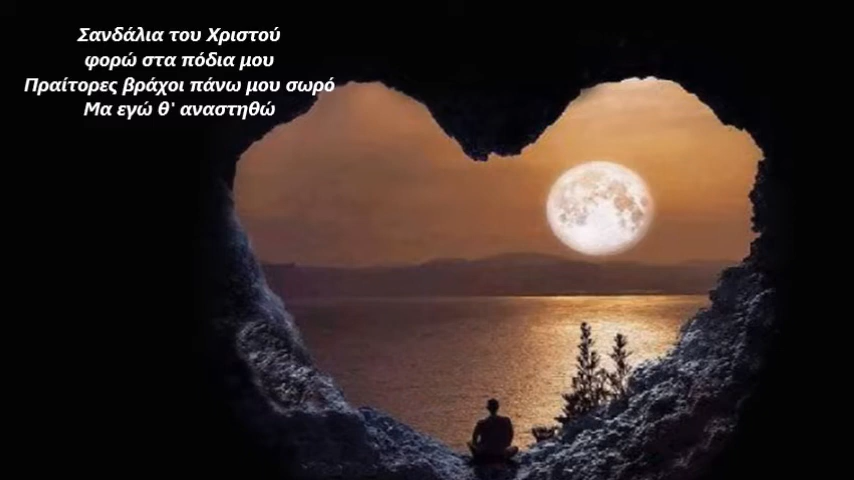 Σανδάλια του Χριστού
φορώ στα πόδια μου
Πραίτορες βράχοι πάνω μου σωρό
Μα εγώ θ' αναστηθώ